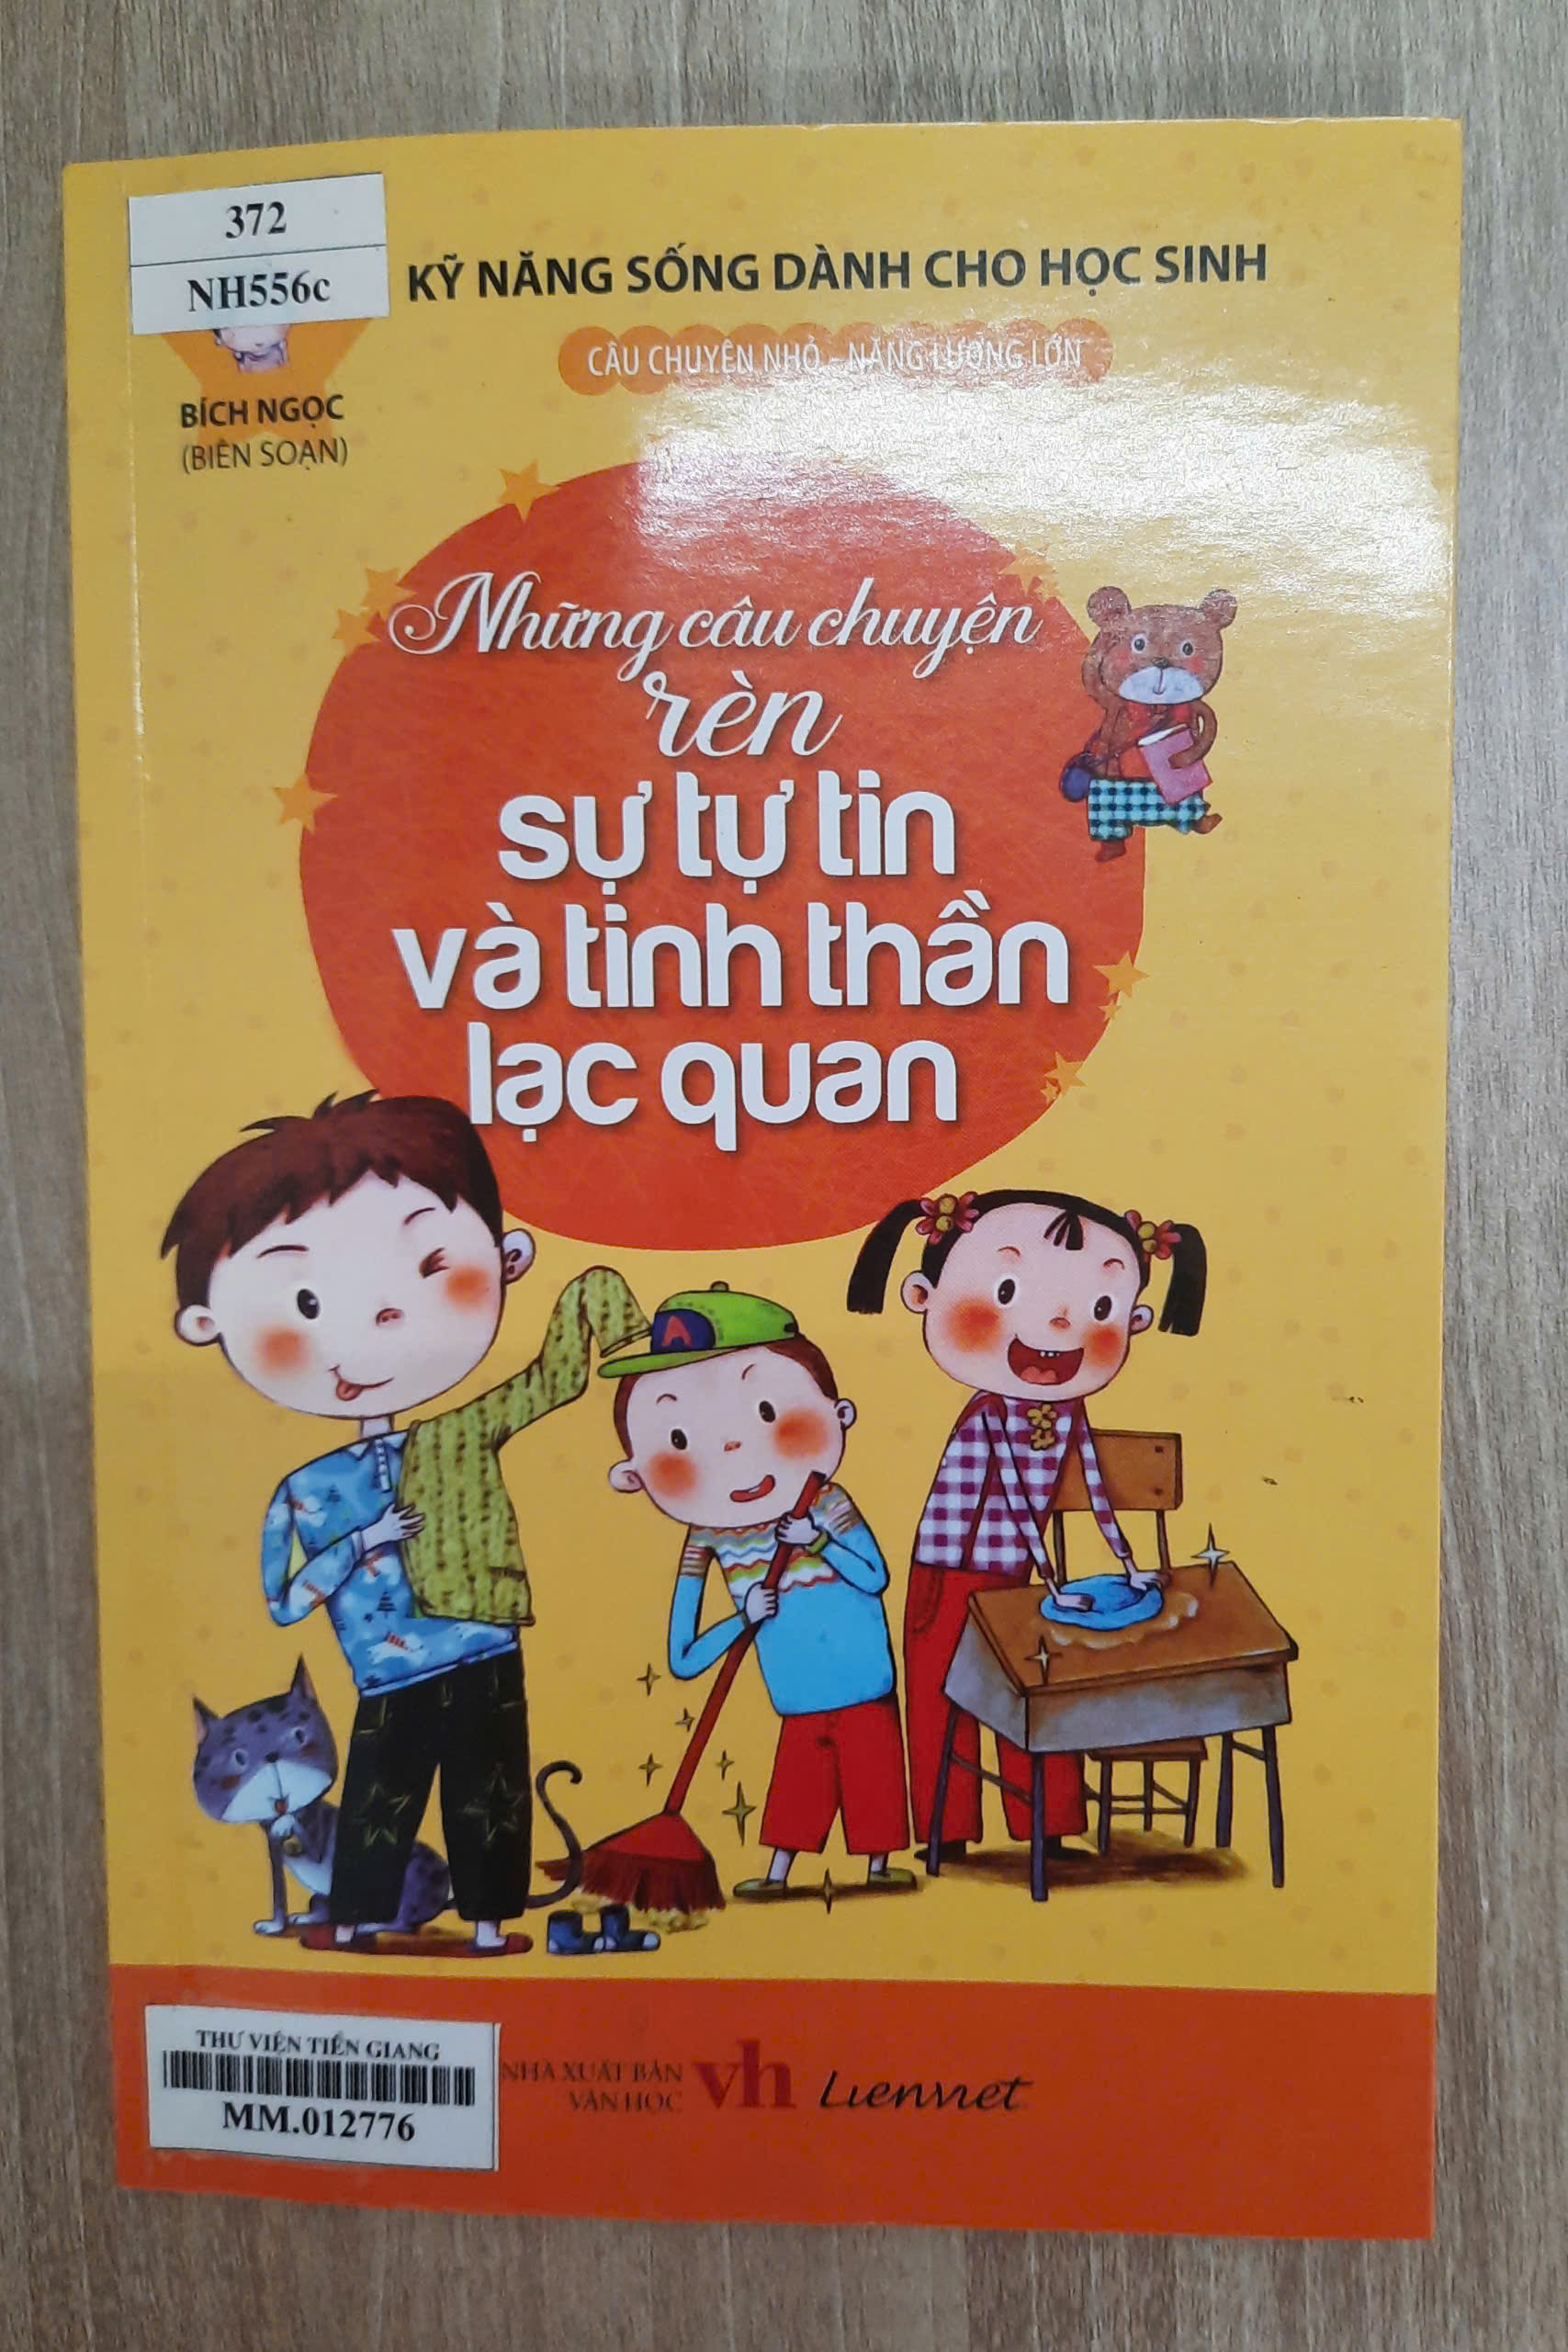 372
NH556c
KỸ NĂNG SỐNG DÀNH CHO HỌC SINH
CÂU CHUYỆN NHỎ - NĂNG LƯỢNG LỚN
BÍCH NGỌC
(BIÊN SOẠN)
Những câu chuyện
rèn
sự tự tin
và tinh thần
lạc quan
A
THƯ VIỆN TIỀN GIANG
MM.012776
NHÀ XUẤT BẢN
VĂN HỌC
vh
Lienviet